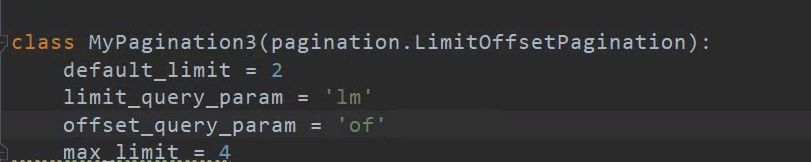 class MyPagination3(pagination.LimitOffsetPagination):
    default_limit = 2
    limit_query_param = 'lm'
    offset_query_param = 'of'
    max_limit = 4